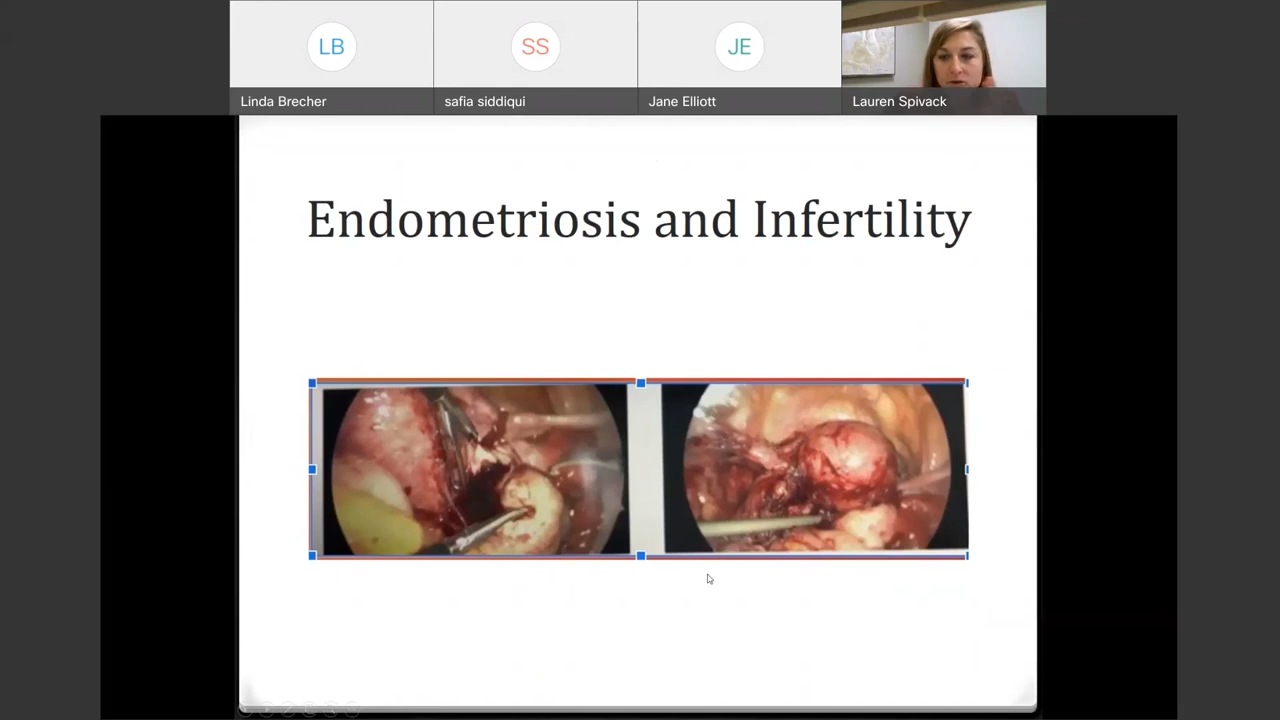 LB
SS
JE
Linda Brecher
safia siddiqui
Jane Elliott
Lauren Spivack
Endometriosis and Infertility